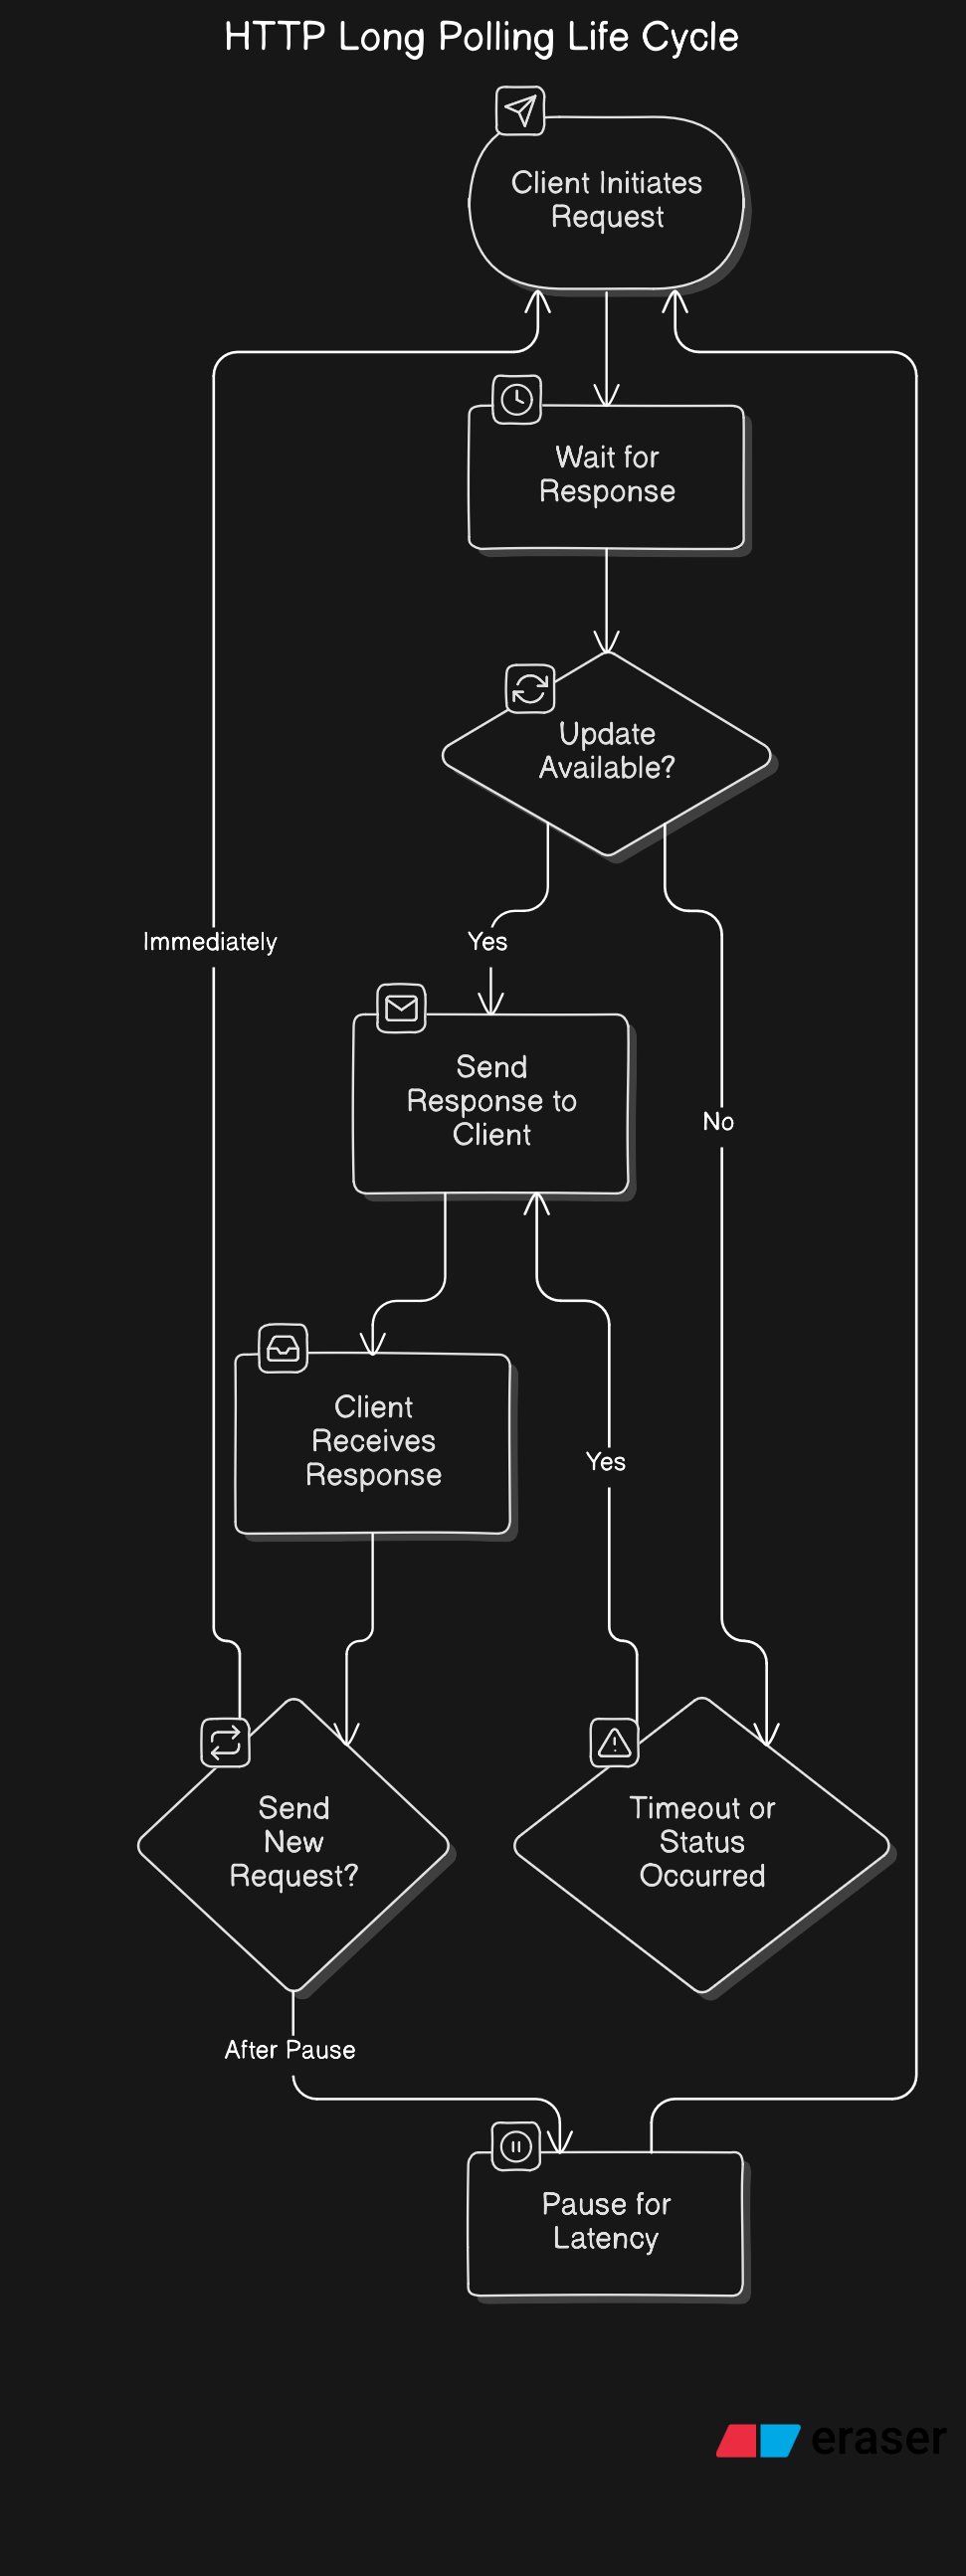 HTTP Long Polling Life Cycle
Client Initiates
Request
Wait for
Response
Update
Available?
Immediately
Yes
Send
Response to
Client
No
Client
Receives
Response
Yes
Send
New
Request?
Timeout or
Status
Occurred
After Pause
Pause for
Latency
eraser